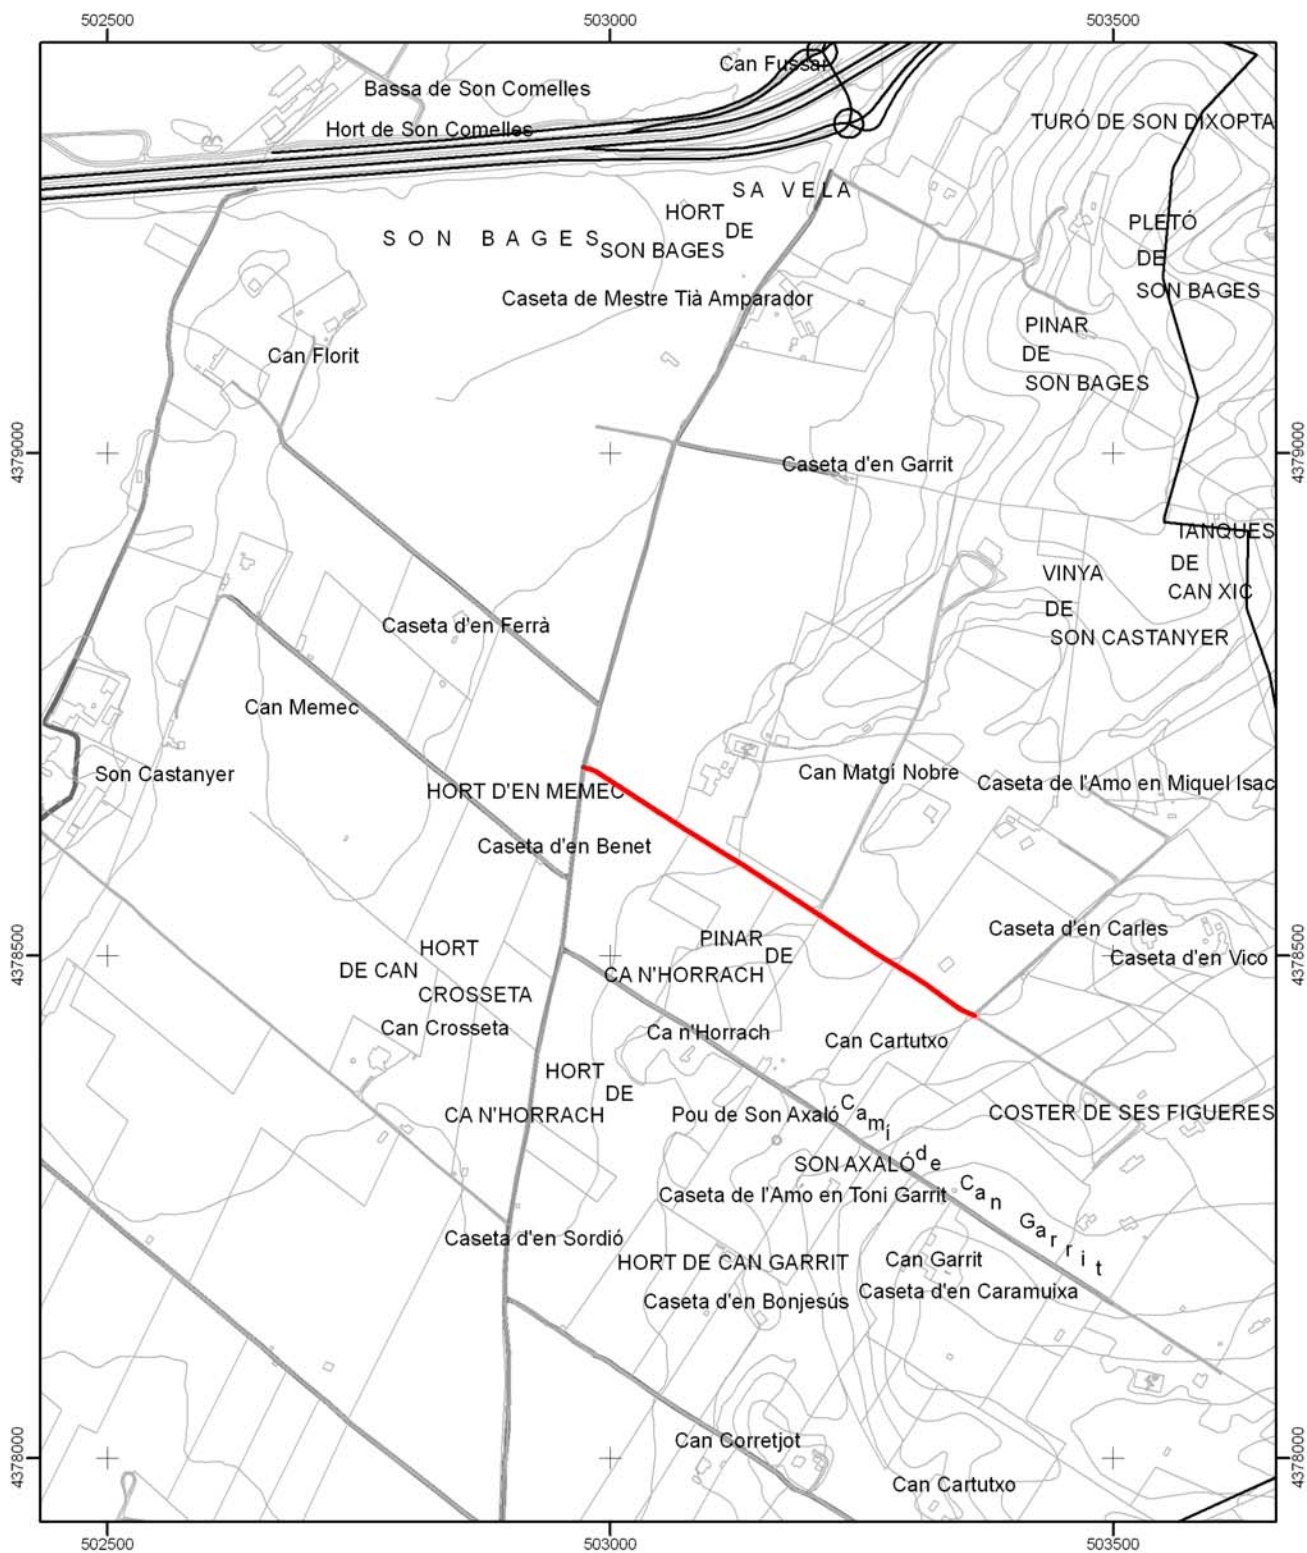 502500
503000
503500
Can Fussar
Bassa de Son Comelles
Hort de Son Comelles
TURÓ DE SON DIXOPTA
SA VELA
HORT
DE
SON BAGES
SON BAGES
PLETÓ
DE
SON BAGES
Caseta de Mestre Tià Amparador
PINAR
DE
SON BAGES
Can Florit
4379000
4379000
Caseta d'en Garrit
TANQUES
DE
CAN XIC
VINYA
DE
SON CASTANYER
Caseta d'en Ferrà
Can Memec
Son Castanyer
HORT D'EN MEMEC
Can Matgí Nobre
Caseta de l'Amo en Miquel Isac
Caseta d'en Benet
Caseta d'en Carles
Caseta d'en Vico
4378500
4378500
HORT
DE CAN
CROSSETA
PINAR
DE
CA N'HORRACH
Can Crosseta
Ca n'Horrach
Can Cartutxo
HORT
DE
CA N'HORRACH
Pou de Son Axaló
Camí de Can Garrit
COSTER DE SES FIGUERES
SON AXALÓ
Caseta de l'Amo en Toni Garrit
Caseta d'en Sordió
HORT DE CAN GARRIT
Can Garrit
Caseta d'en Caramuixa
Caseta d'en Bonjesús
Can Corretjot
4378000
4378000
Can Cartutxo
502500
503000
503500